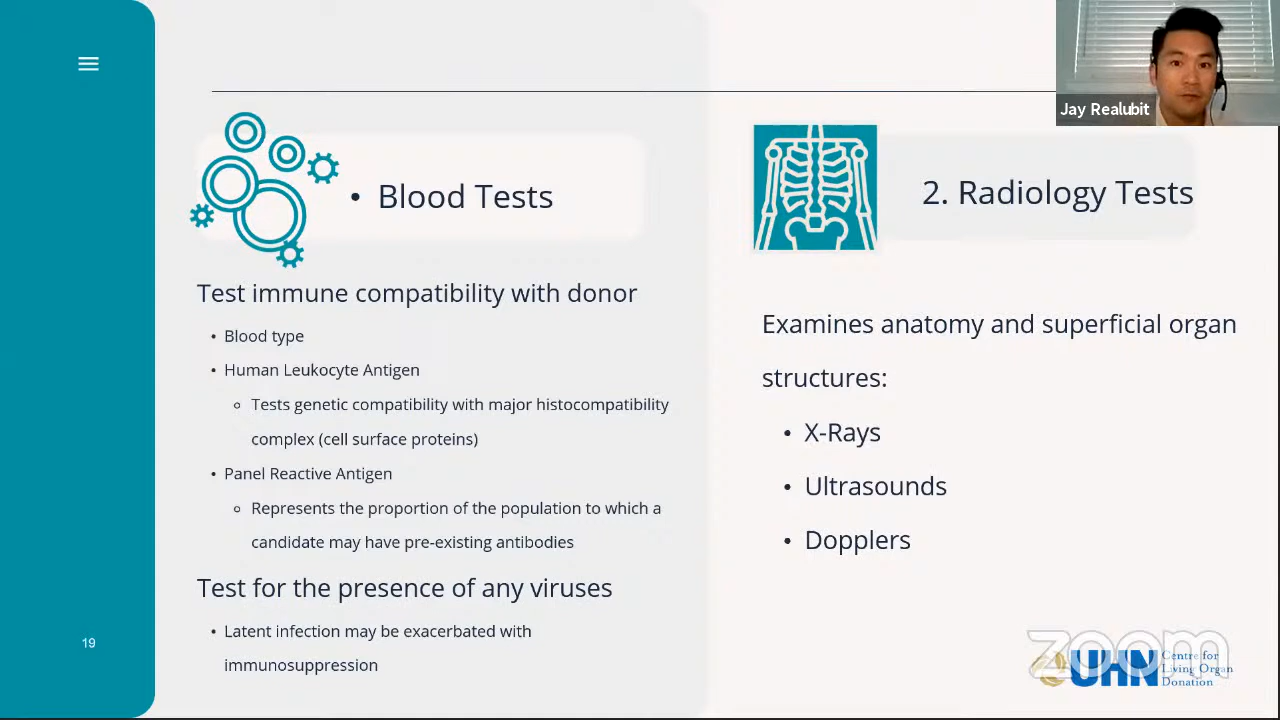 Jay Realubit
• Blood Tests
Test immune compatibility with donor
• Blood type
• Human Leukocyte Antigen
○ Tests genetic compatibility with major histocompatibility
complex (cell surface proteins)
• Panel Reactive Antigen
○ Represents the proportion of the population to which a
candidate may have pre-existing antibodies
Test for the presence of any viruses
• Latent infection may be exacerbated with
immunosuppression
2. Radiology Tests
Examines anatomy and superficial organ
structures:
• X-Rays
• Ultrasounds
• Dopplers
19
zoom
UHN
Centre for
Living Organ
Donation